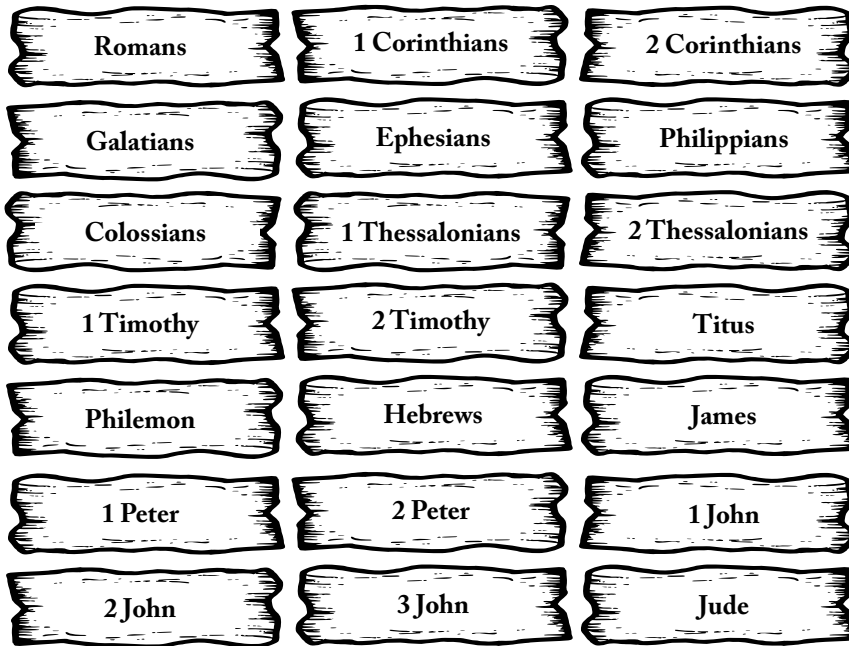 Romans
1 Corinthians
2 Corinthians
Galatians
Ephesians
Philippians
Colossians
1 Thessalonians
2 Thessalonians
1 Timothy
2 Timothy
Titus
Philemon
Hebrews
James
1 Peter
2 Peter
1 John
2 John
3 John
Jude